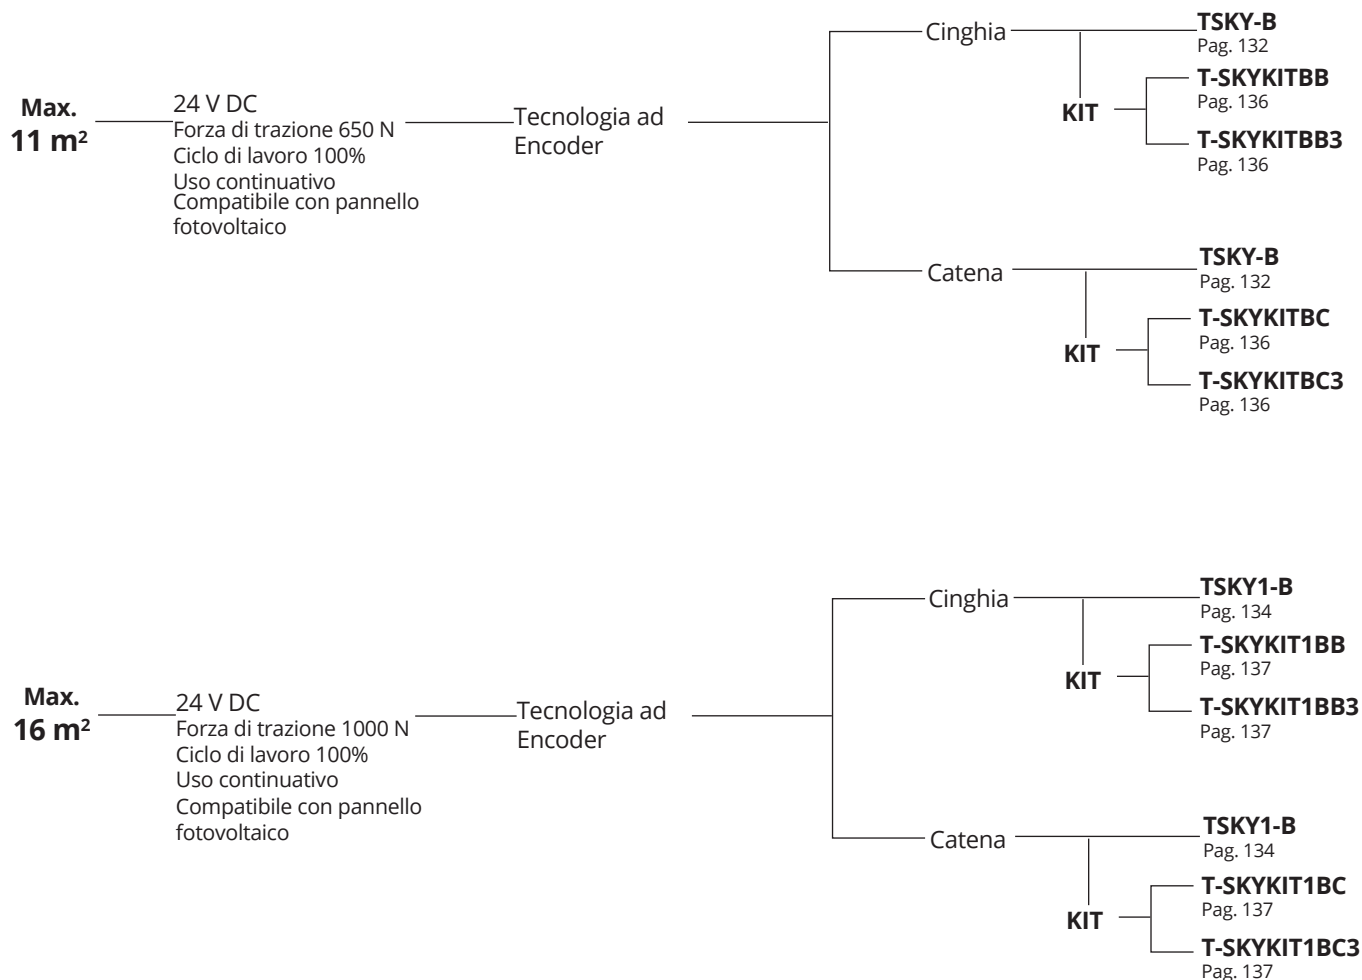 Max.
11 m²
24 V DC
Forza di trazione 650 N
Ciclo di lavoro 100%
Uso continuativo
Compatibile con pannello
fotovoltaico
Tecnologia ad
Encoder
Cinghia
TSKY-B
Pag. 132
KIT
T-SKYKITBB
Pag. 136
T-SKYKITBB3
Pag. 136
Catena
TSKY-B
Pag. 132
KIT
T-SKYKITBC
Pag. 136
T-SKYKITBC3
Pag. 136
Max.
16 m²
24 V DC
Forza di trazione 1000 N
Ciclo di lavoro 100%
Uso continuativo
Compatibile con pannello
fotovoltaico
Tecnologia ad
Encoder
Cinghia
TSKY1-B
Pag. 134
KIT
T-SKYKIT1BB
Pag. 137
T-SKYKIT1BB3
Pag. 137
Catena
TSKY1-B
Pag. 134
KIT
T-SKYKIT1BC
Pag. 137
T-SKYKIT1BC3
Pag. 137